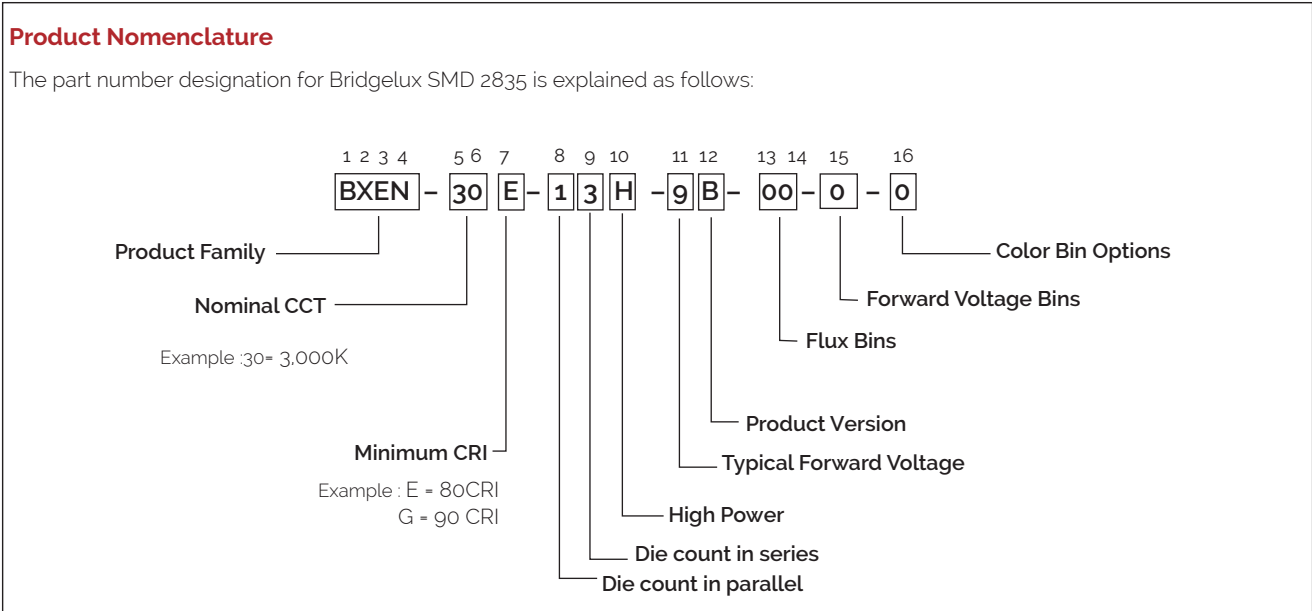 Product Nomenclature
The part number designation for Bridgelux SMD 2835 is explained as follows:
1 2 3 4 5 6 7 8 9 10 11 12 13 14 15 16
BXEN - 30 E - 1 3 H - 9 B - 00 - 0 - 0
Product Family
Color Bin Options
Nominal CCT
Forward Voltage Bins
Flux Bins
Example :30= 3,000K
Product Version
Minimum CRI
Typical Forward Voltage
Example : E = 80CRI
G = 90 CRI
High Power
Die count in series
Die count in parallel